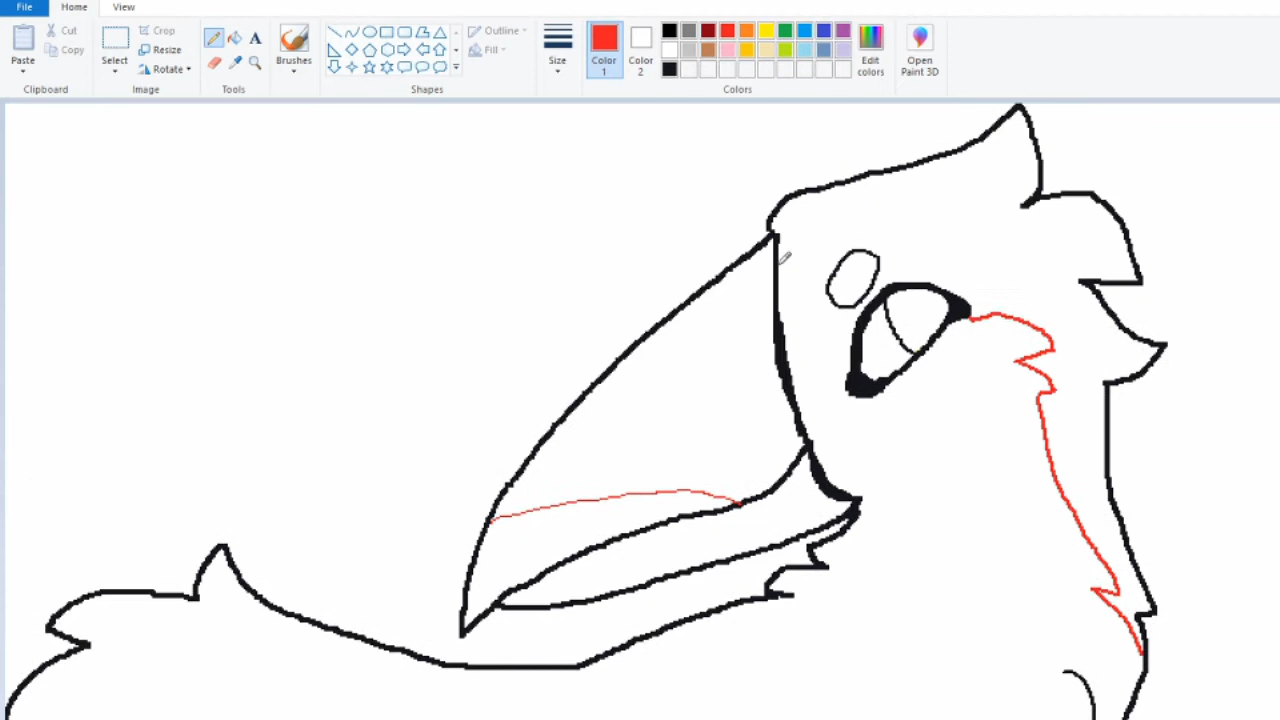 File Home View
Paste
Cut
Copy
Clipboard
Select
Crop
Resize
Rotate
Image
A
Tools
Brushes
Outline
Fill
Shapes
Size
Color 1
Color 2
Edit colors
Colors
Open Paint 3D